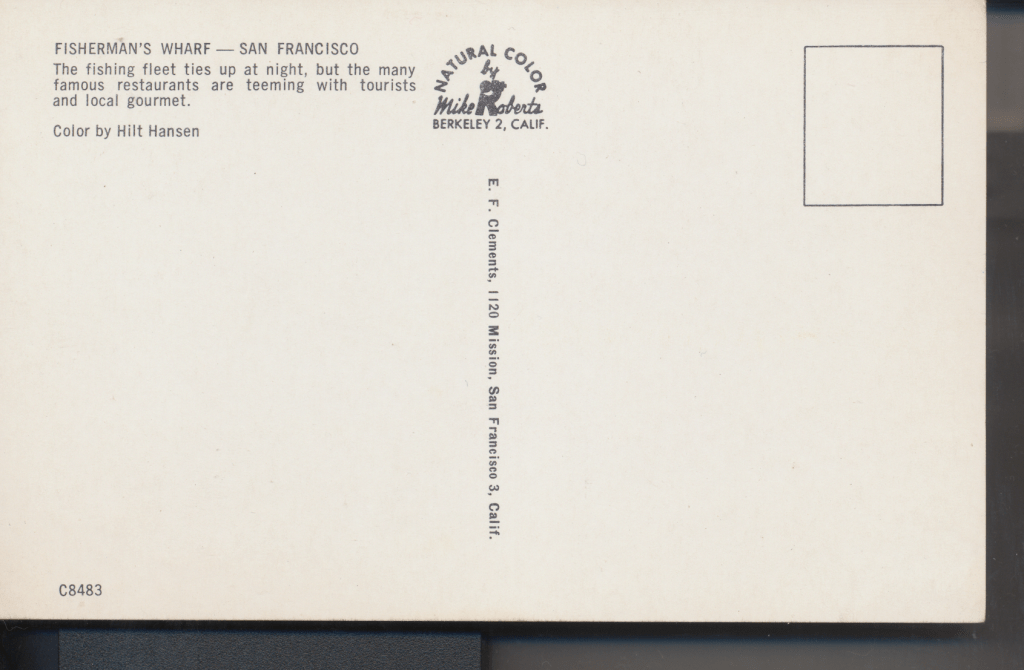 FISHERMAN'S WHARF — SAN FRANCISCO
The fishing fleet ties up at night, but the many
famous restaurants are teeming with tourists
and local gourmet.
Color by Hilt Hansen
NATURAL COLOR
by
Mike Roberts
BERKELEY 2, CALIF.
E. F. Clements, 1120 Mission, San Francisco 3, Calif.
C8483